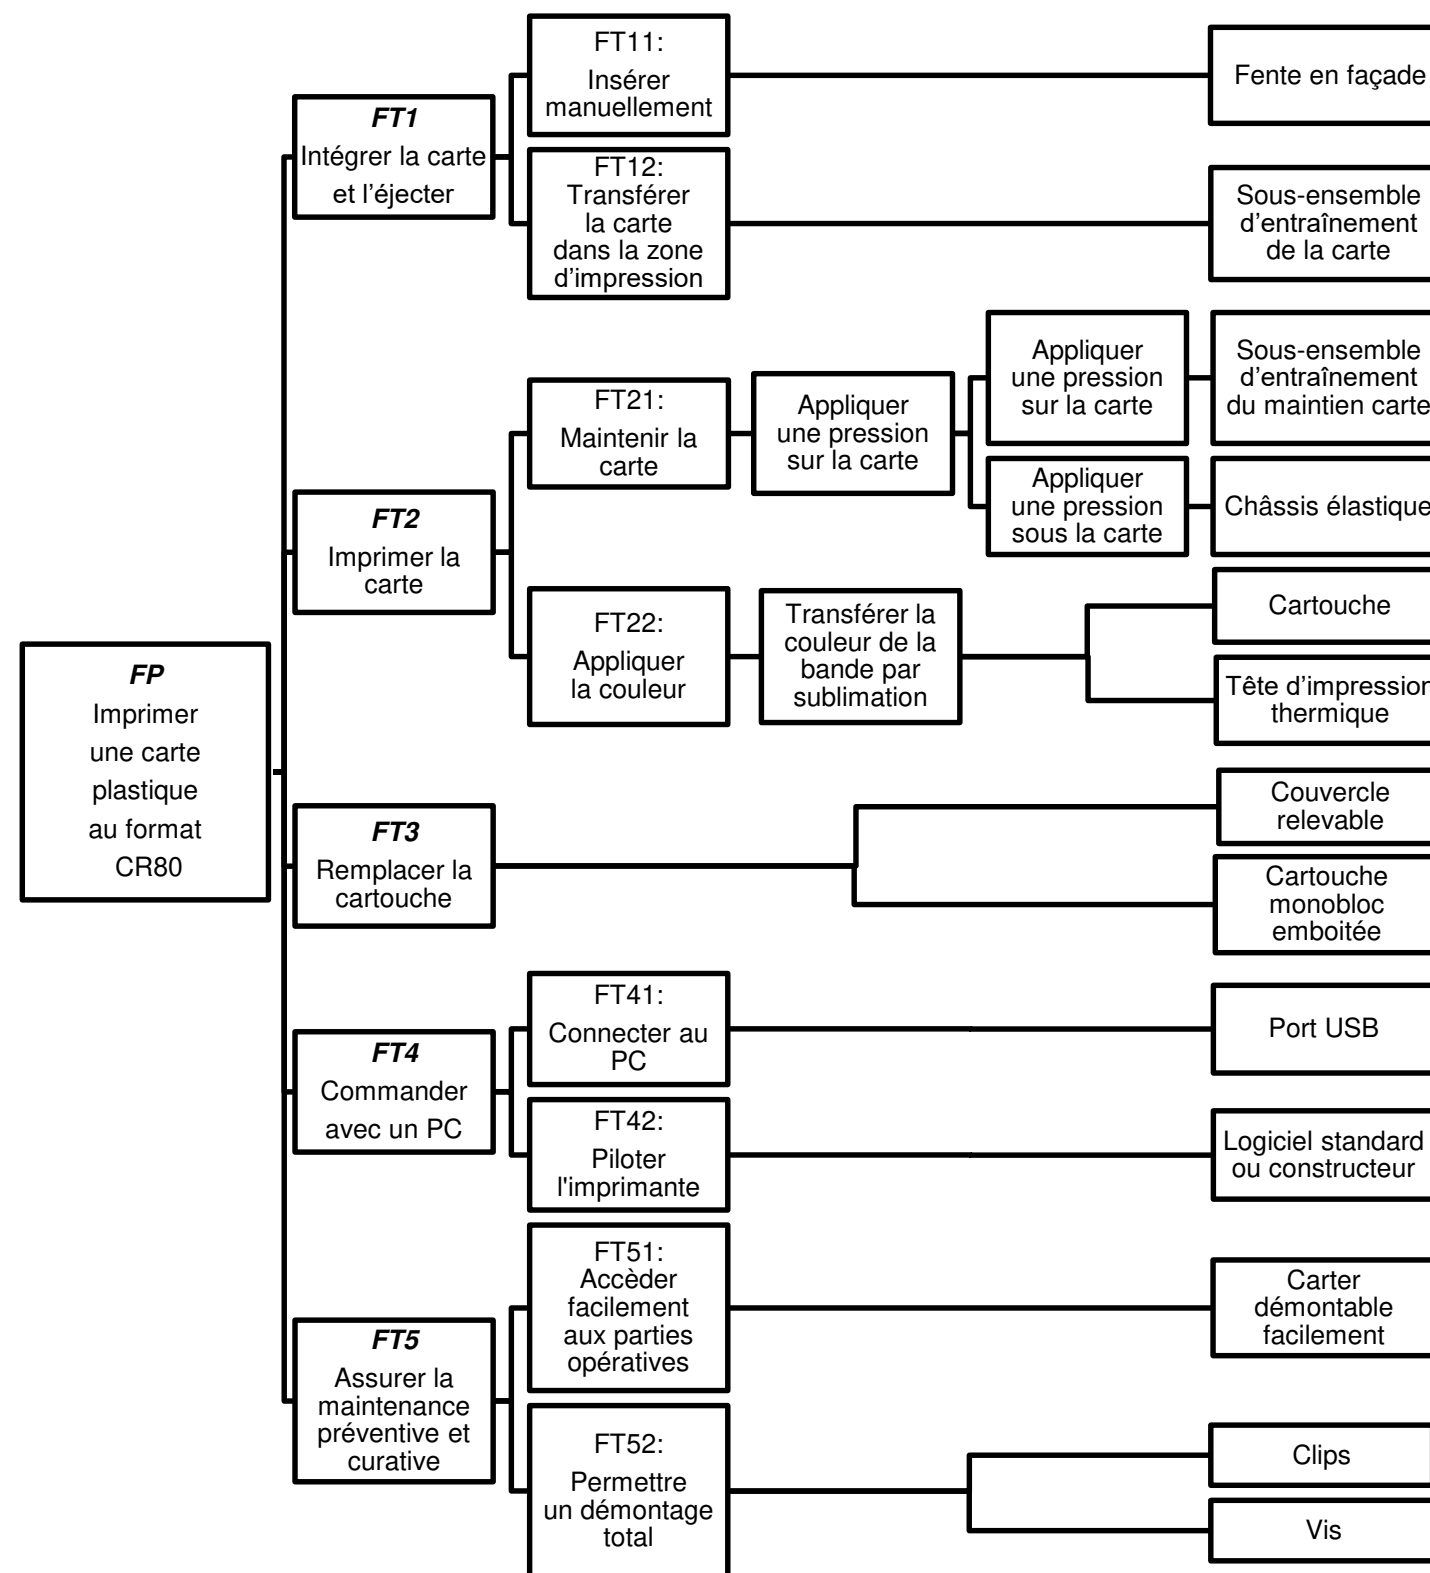 FP
Imprimer
une carte
plastique
au format
CR80
FT1
Intégrer la carte
et l’éjecter
FT11:
Insérer
manuellement
Fente en façade
FT12:
Transférer
la carte
dans la zone
d’impression
Sous-ensemble
d’entraînement
de la carte
FT2
Imprimer la
carte
FT21:
Maintenir la
carte
Appliquer
une pression
sur la carte
Appliquer
une pression
sur la carte
Sous-ensemble
d’entraînement
du maintien carte
Appliquer
une pression
sous la carte
Châssis élastique
FT22:
Appliquer
la couleur
Transférer la
couleur de la
bande par
sublimation
Cartouche
Tête d’impression
thermique
FT3
Remplacer la
cartouche
Couvercle
relevable
Cartouche
monobloc
emboitée
FT4
Commander
avec un PC
FT41:
Connecter au
PC
Port USB
FT42:
Piloter
l'imprimante
Logiciel standard
ou constructeur
FT5
Assurer la
maintenance
préventive et
curative
FT51:
Accèder
facilement
aux parties
opératives
Carter
démontable
facilement
FT52:
Permettre
un démontage
total
Clips
Vis